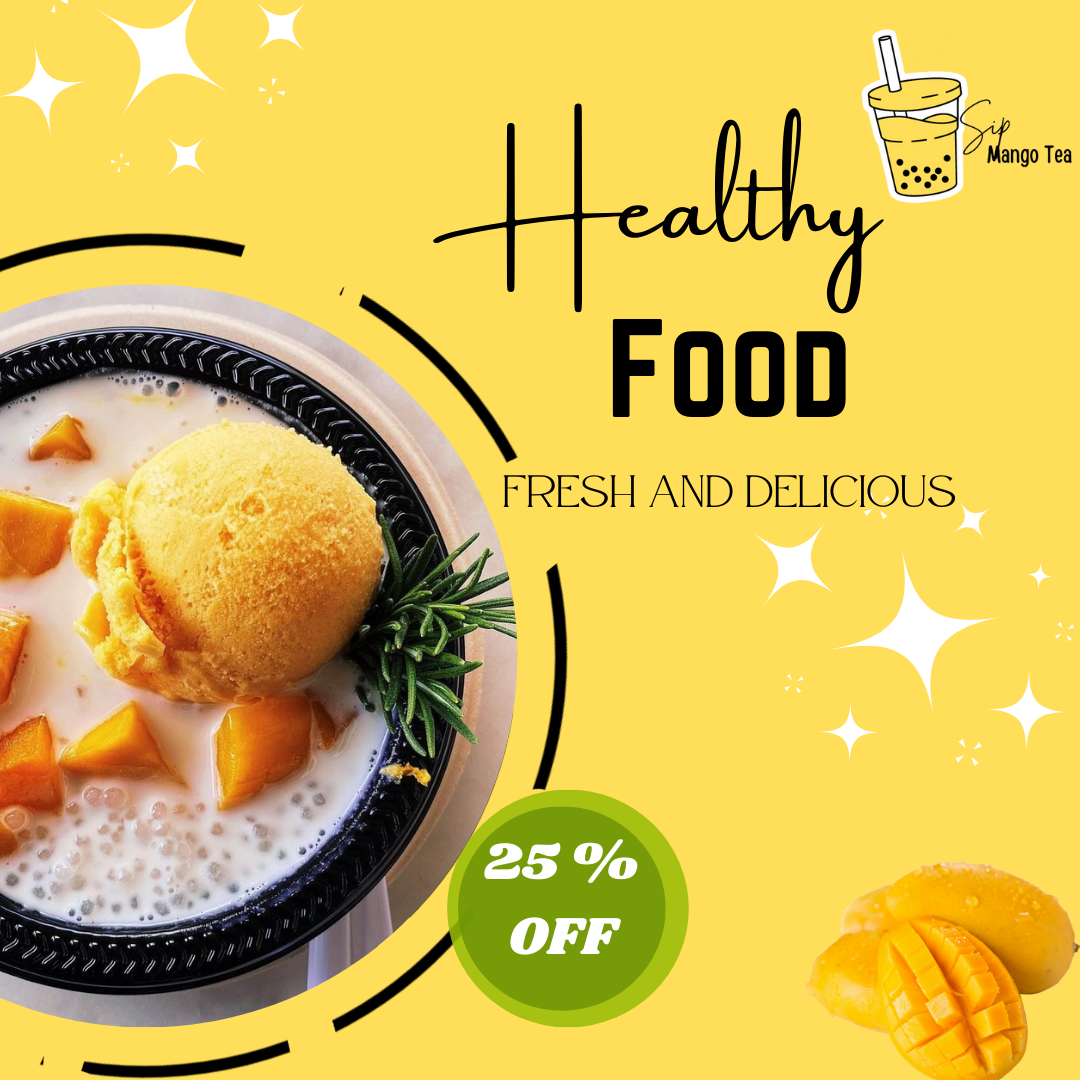 Sip
Mango Tea
Healthy
FOOD
FRESH AND DELICIOUS
25 %
OFF